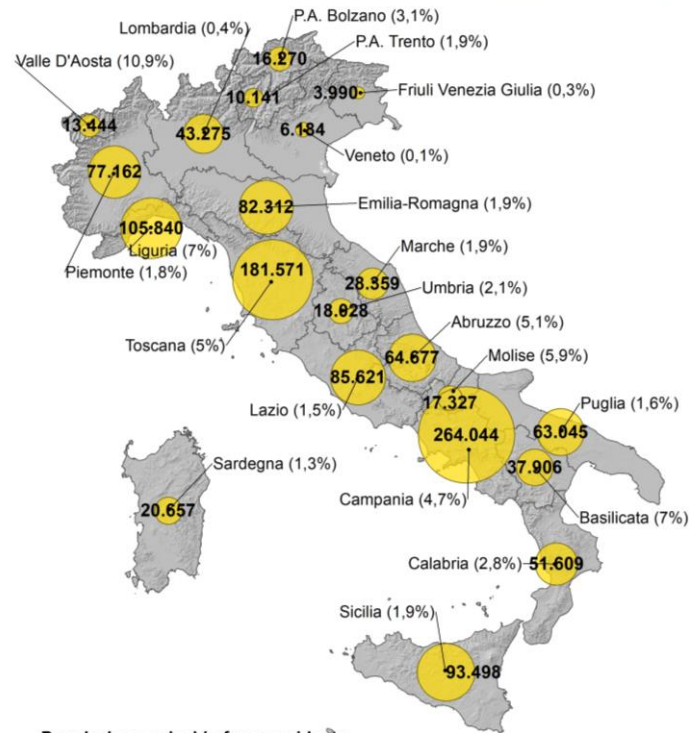 P.A. Bolzano (3,1%)
Lombardia (0,4%)
P.A. Trento (1,9%)
16.270
Valle D'Aosta (10,9%)
10.141
3.990
Friuli Venezia Giulia (0,3%)
13.444
43.275
6.184
Veneto (0,1%)
77.162
82.312
Emilia-Romagna (1,9%)
105.840
Liguria (7%)
Marche (1,9%)
Piemonte (1,8%)
181.571
28.359
Umbria (2,1%)
18.028
Abruzzo (5,1%)
Toscana (5%)
64.677
Molise (5,9%)
85.621
17.327
Puglia (1,6%)
Lazio (1,5%)
264.044
63.045
Sardegna (1,3%)
37.906
Campania (4,7%)
20.657
Basilicata (7%)
Calabria (2,8%)
51.609
Sicilia (1,9%)
93.498